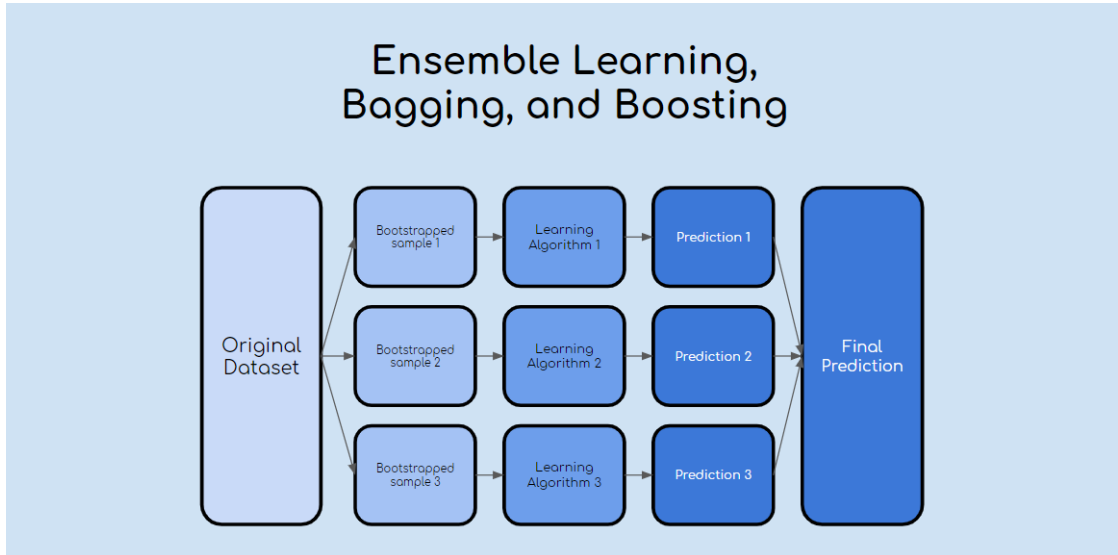 Ensemble Learning,
Bagging, and Boosting
Original
Dataset
Bootstrapped
sample 1
Learning
Algorithm 1
Prediction 1
Bootstrapped
sample 2
Learning
Algorithm 2
Prediction 2
Bootstrapped
sample 3
Learning
Algorithm 3
Prediction 3
Final
Prediction